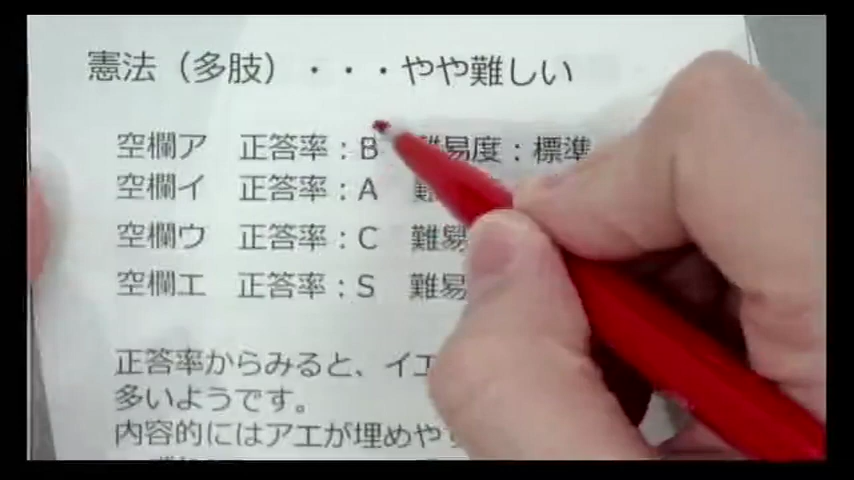 憲法（多肢）・・・やや難しい
空欄ア 正答率：B 難易度：標準
空欄イ 正答率：A
空欄ウ 正答率：C 難易
空欄エ 正答率：S 難易
正答率からみると、イエ
多いようです。
内容的にはアエが埋めや